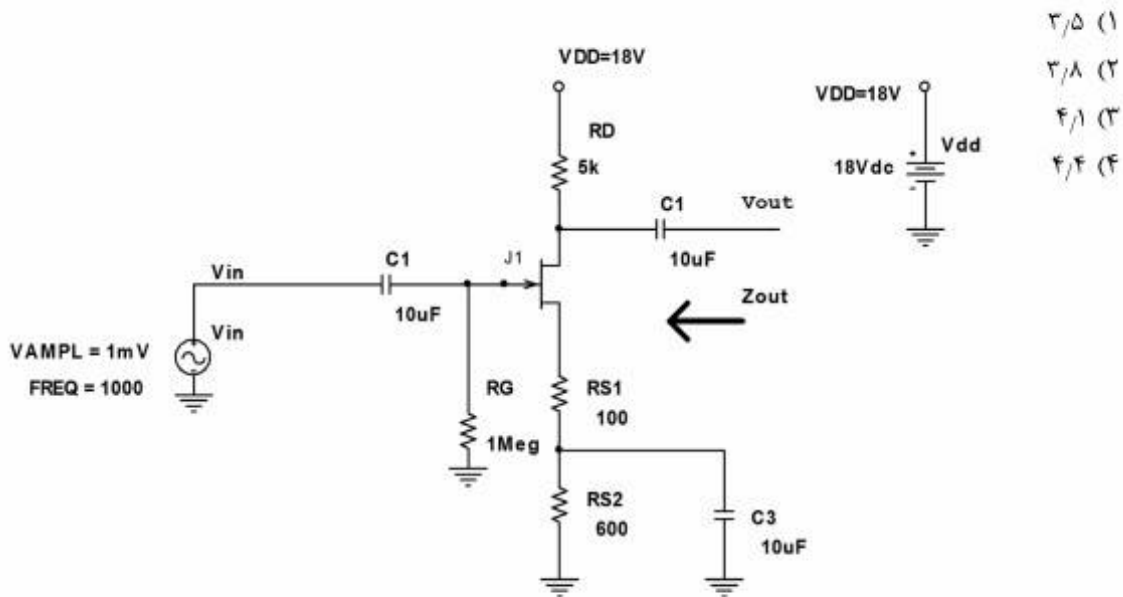 ۱) ۳٫۵
۲) ۳٫۸
۳) ۴٫۱
۴) ۴٫۴
VDD=18V
RD
5k
C1
Vout
10uF
VDD=18V
Vdd
+
18Vdc
-
J1
C1
10uF
Vin
Vin
VAMPL = 1mV
FREQ = 1000
Zout
RG
1Meg
RS1
100
RS2
600
C3
10uF